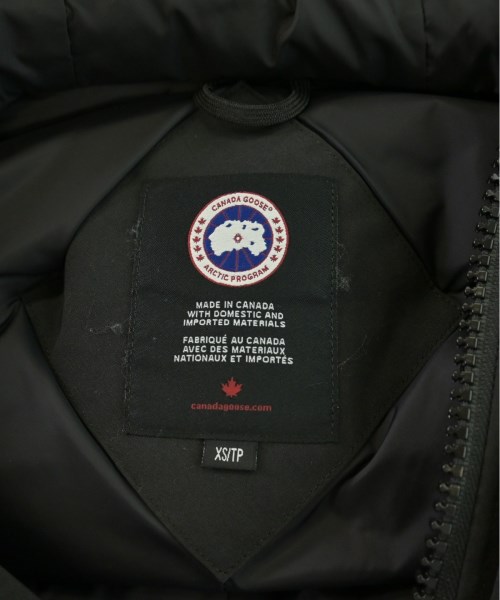 CANADA GOOSE®
ARCTIC PROGRAM
MADE IN CANADA
WITH DOMESTIC AND
IMPORTED MATERIALS
FABRIQUÉ AU CANADA
AVEC DES MATERIAUX
NATIONAUX ET IMPORTÉS
canadagoose.com
XS/TP